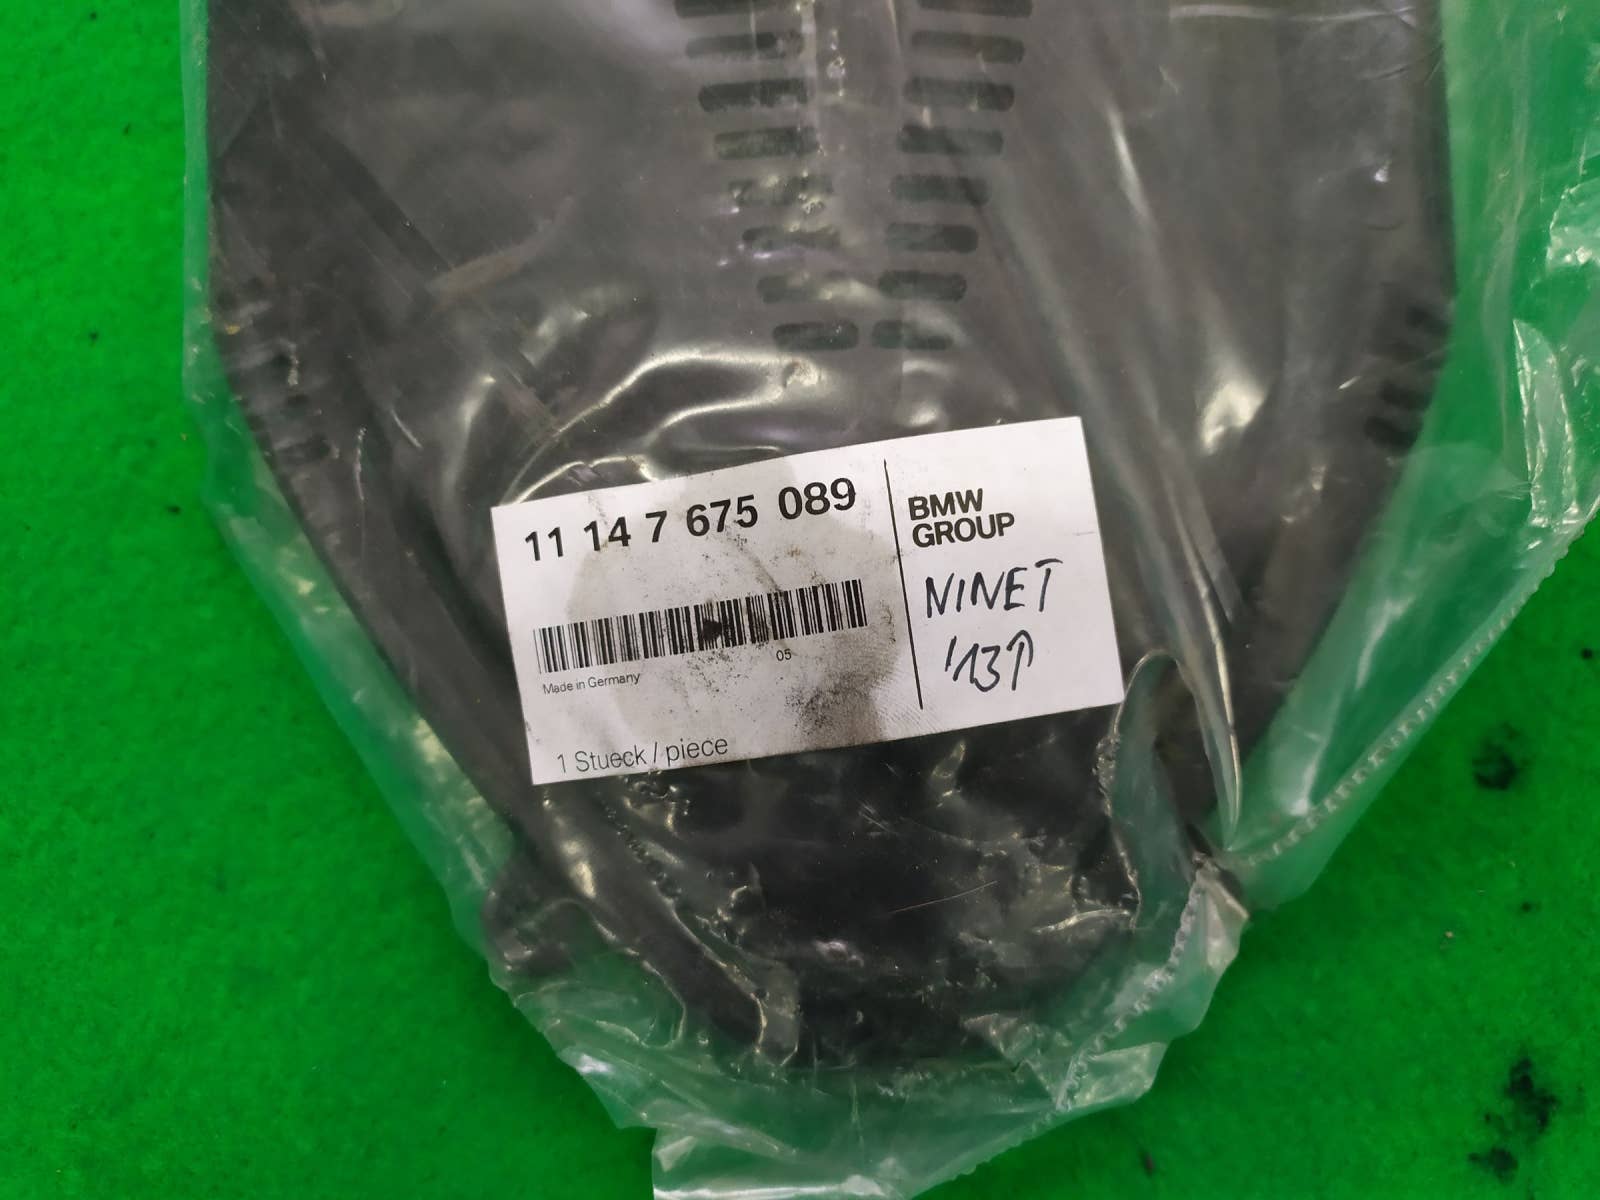 11 14 7 675 089
05
Made in Germany
1 Stueck / piece
BMW
GROUP
NINET
'13↑